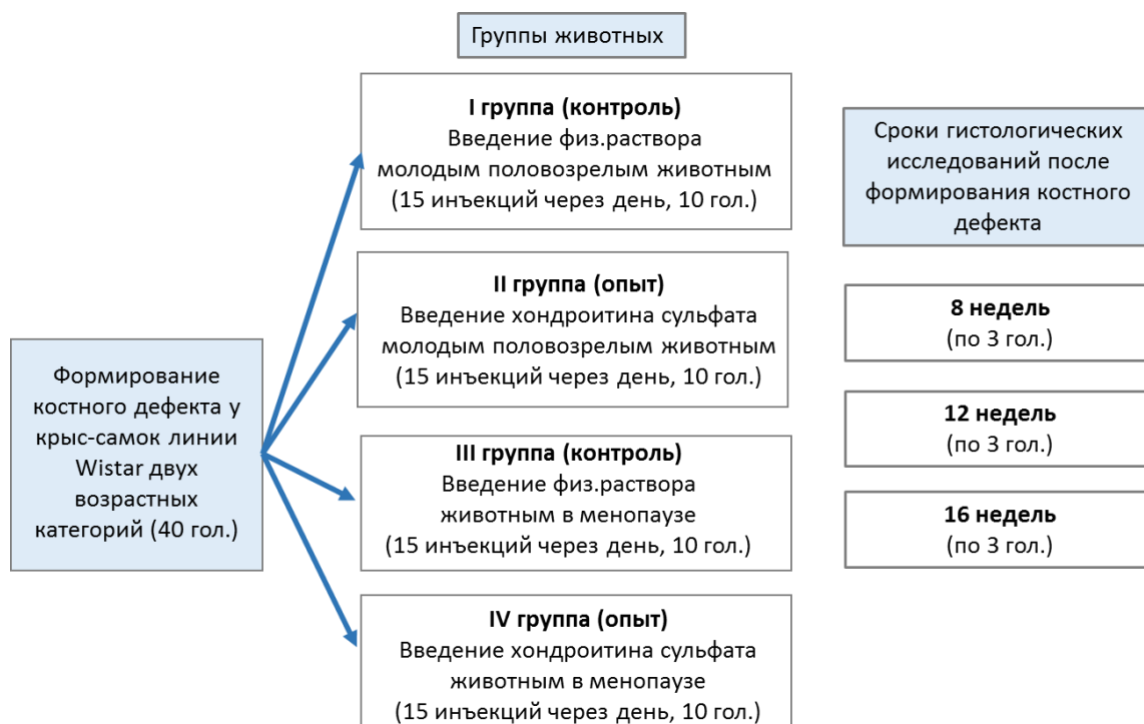 Группы животных
I группа (контроль)
Введение физ.раствора
молодым половозрелым животным
(15 инъекций через день, 10 гол.)
II группа (опыт)
Введение хондроитина сульфата
молодым половозрелым животным
(15 инъекций через день, 10 гол.)
III группа (контроль)
Введение физ.раствора
животным в менопаузе
(15 инъекций через день, 10 гол.)
IV группа (опыт)
Введение хондроитина сульфата
животным в менопаузе
(15 инъекций через день, 10 гол.)
Формирование
костного дефекта у
крыс-самок линии
Wistar двух
возрастных
категорий (40 гол.)
Сроки гистологических
исследований после
формирования костного
дефекта
8 недель
(по 3 гол.)
12 недель
(по 3 гол.)
16 недель
(по 3 гол.)